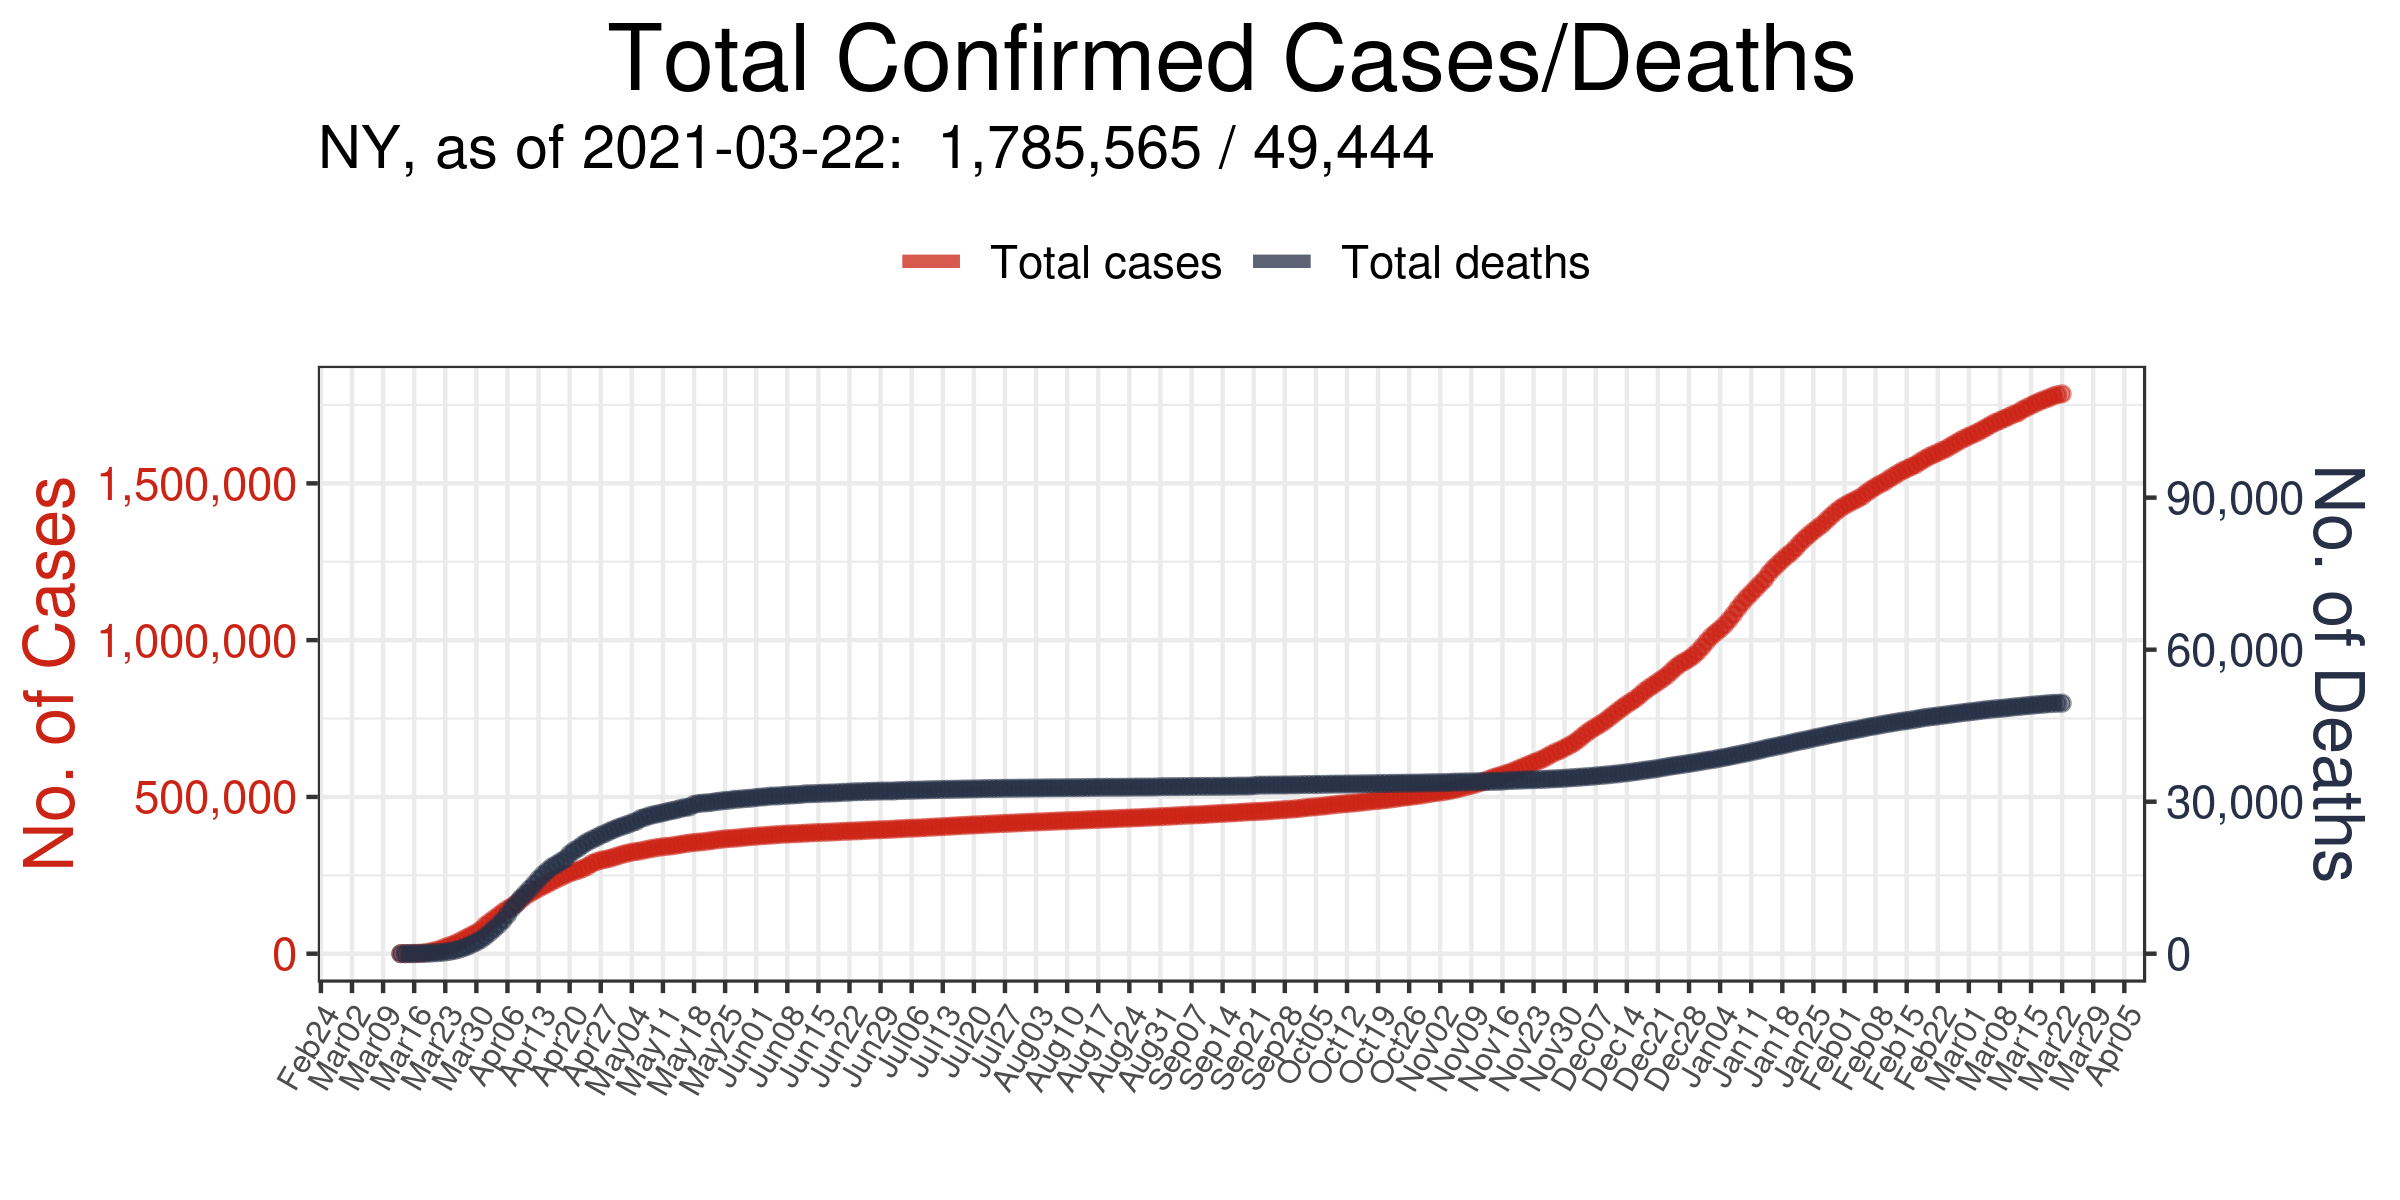 Total Confirmed Cases/Deaths
NY, as of 2021-03-22:  1,785,565 / 49,444
Total cases
Total deaths
No. of Cases
1,500,000
1,000,000
500,000
0
90,000
60,000
30,000
0
No. of Deaths
Feb24
Mar02
Mar09
Mar16
Mar23
Mar30
Apr06
Apr13
Apr20
Apr27
May04
May11
May18
May25
Jun01
Jun08
Jun15
Jun22
Jun29
Jul06
Jul13
Jul20
Jul27
Aug03
Aug10
Aug17
Aug24
Aug31
Sep07
Sep14
Sep21
Sep28
Oct05
Oct12
Oct19
Oct26
Nov02
Nov09
Nov16
Nov23
Nov30
Dec07
Dec14
Dec21
Dec28
Jan04
Jan11
Jan18
Jan25
Feb01
Feb08
Feb15
Feb22
Mar01
Mar08
Mar15
Mar22
Mar29
Apr05